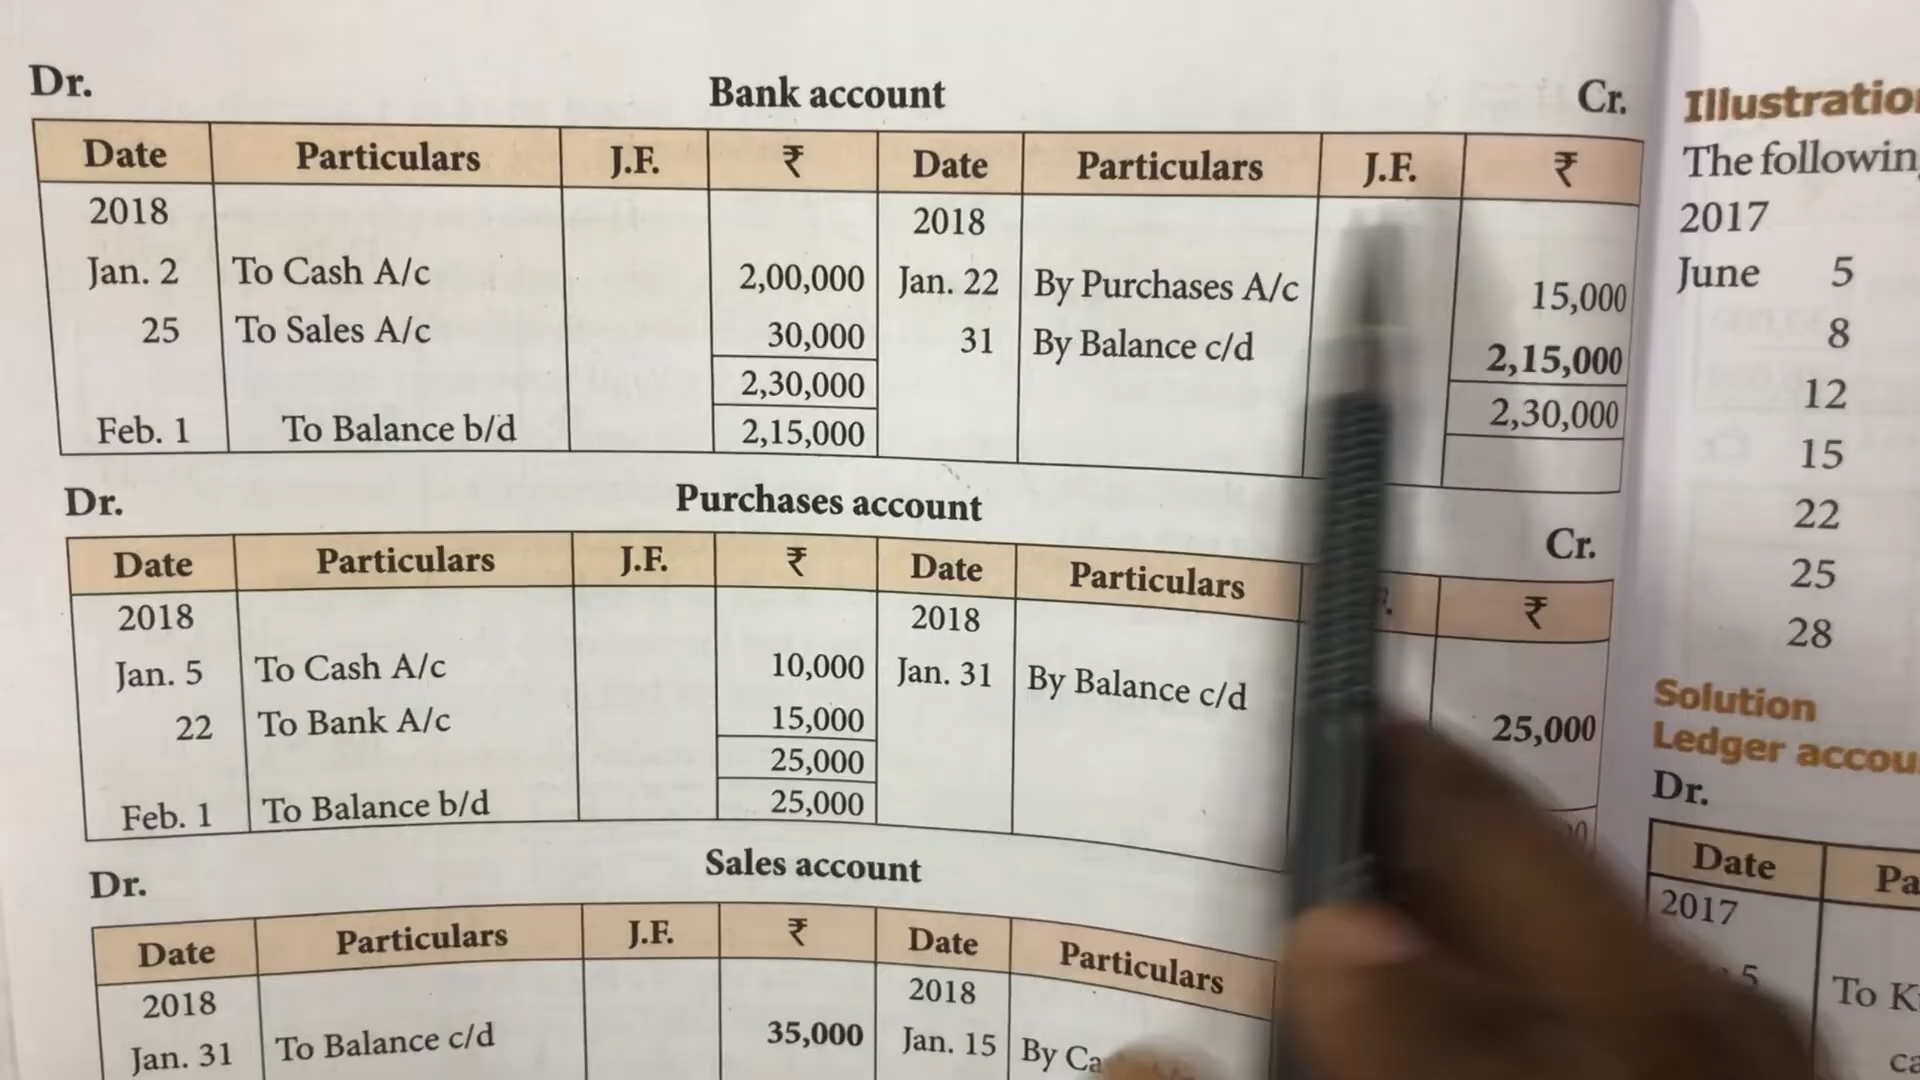 Dr. Bank account Cr.
Date Particulars J.F. ₹ Date Particulars J.F. ₹
2018 2018
Jan. 2 To Cash A/c 2,00,000 Jan. 22 By Purchases A/c 15,000
25 To Sales A/c 30,000 31 By Balance c/d 2,15,000
2,30,000 2,30,000
Feb. 1 To Balance b/d 2,15,000
Dr. Purchases account Cr.
Date Particulars J.F. ₹ Date Particulars ₹
2018 2018
Jan. 5 To Cash A/c 10,000 Jan. 31 By Balance c/d 25,000
22 To Bank A/c 15,000
25,000
Feb. 1 To Balance b/d 25,000
Dr. Sales account
Date Particulars J.F. ₹ Date Particulars
2018 2018
Jan. 31 To Balance c/d 35,000 Jan. 15 By Ca
Illustratio
The followin
2017
June 5
8
12
15
22
25
28
Solution
Ledger accou
Dr.
Date Pa
2017
5 To K
ca